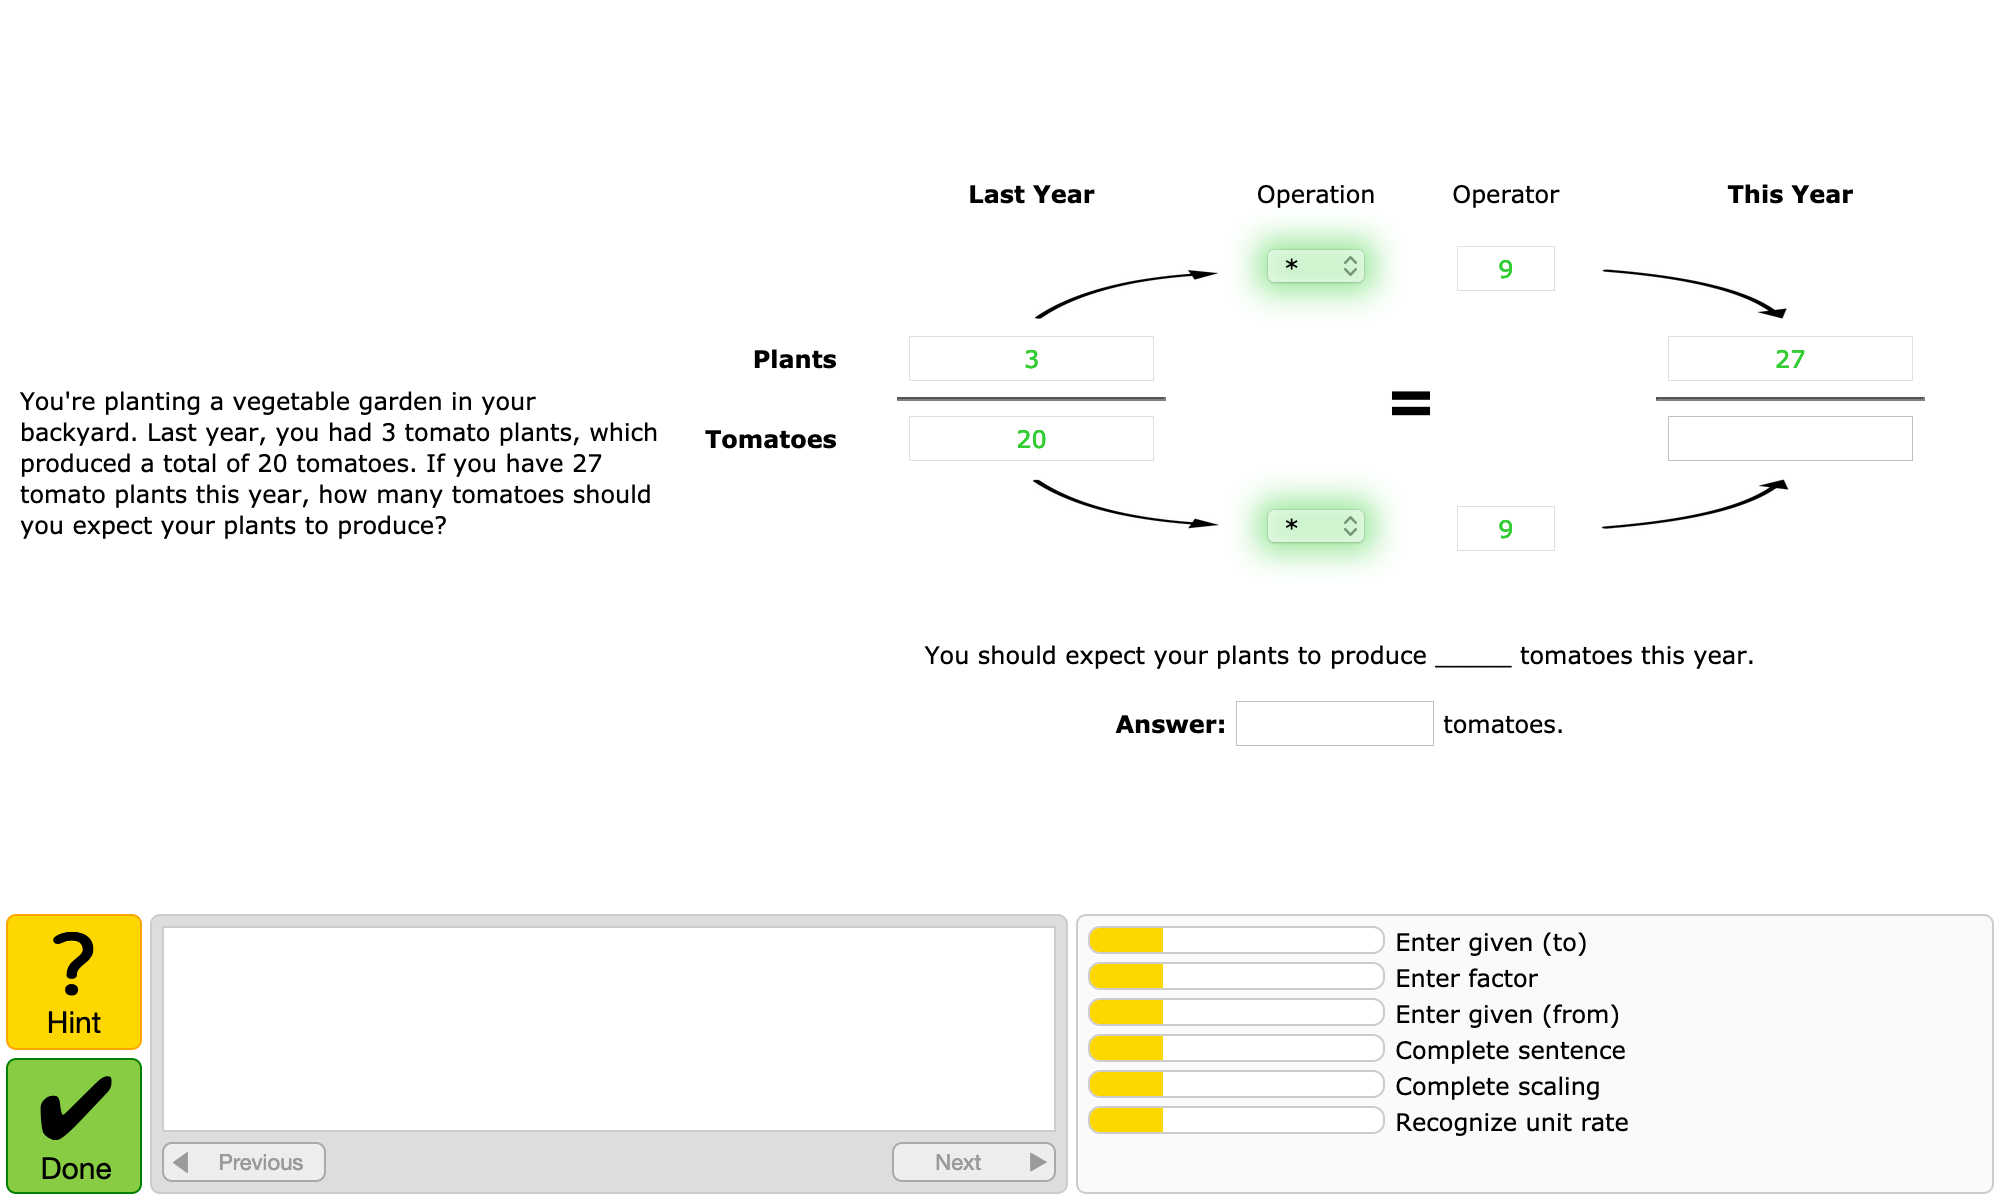 Last Year Operation Operator This Year
* 9
Plants 3 27
=
Tomatoes 20
* 9
You're planting a vegetable garden in your
backyard. Last year, you had 3 tomato plants, which
produced a total of 20 tomatoes. If you have 27
tomato plants this year, how many tomatoes should
you expect your plants to produce?
You should expect your plants to produce ______ tomatoes this year.
Answer: tomatoes.
?
Hint
Done
Previous Next
Enter given (to)
Enter factor
Enter given (from)
Complete sentence
Complete scaling
Recognize unit rate